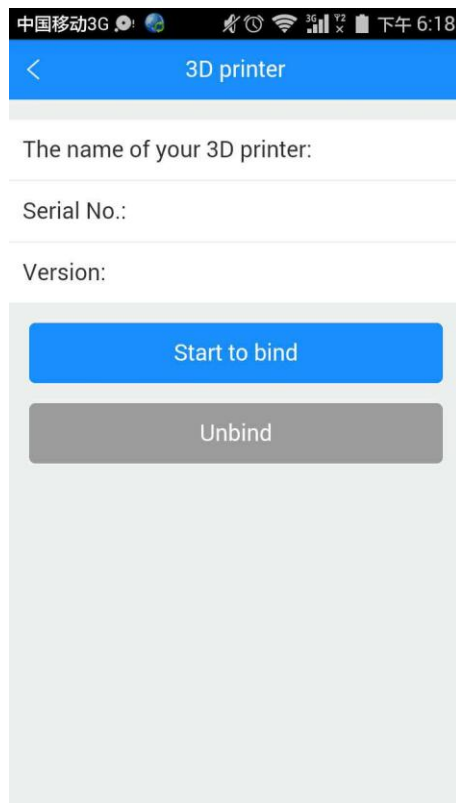 中国移动3G 3G 下午 6:18
3D printer
The name of your 3D printer:
Serial No.:
Version:
Start to bind
Unbind